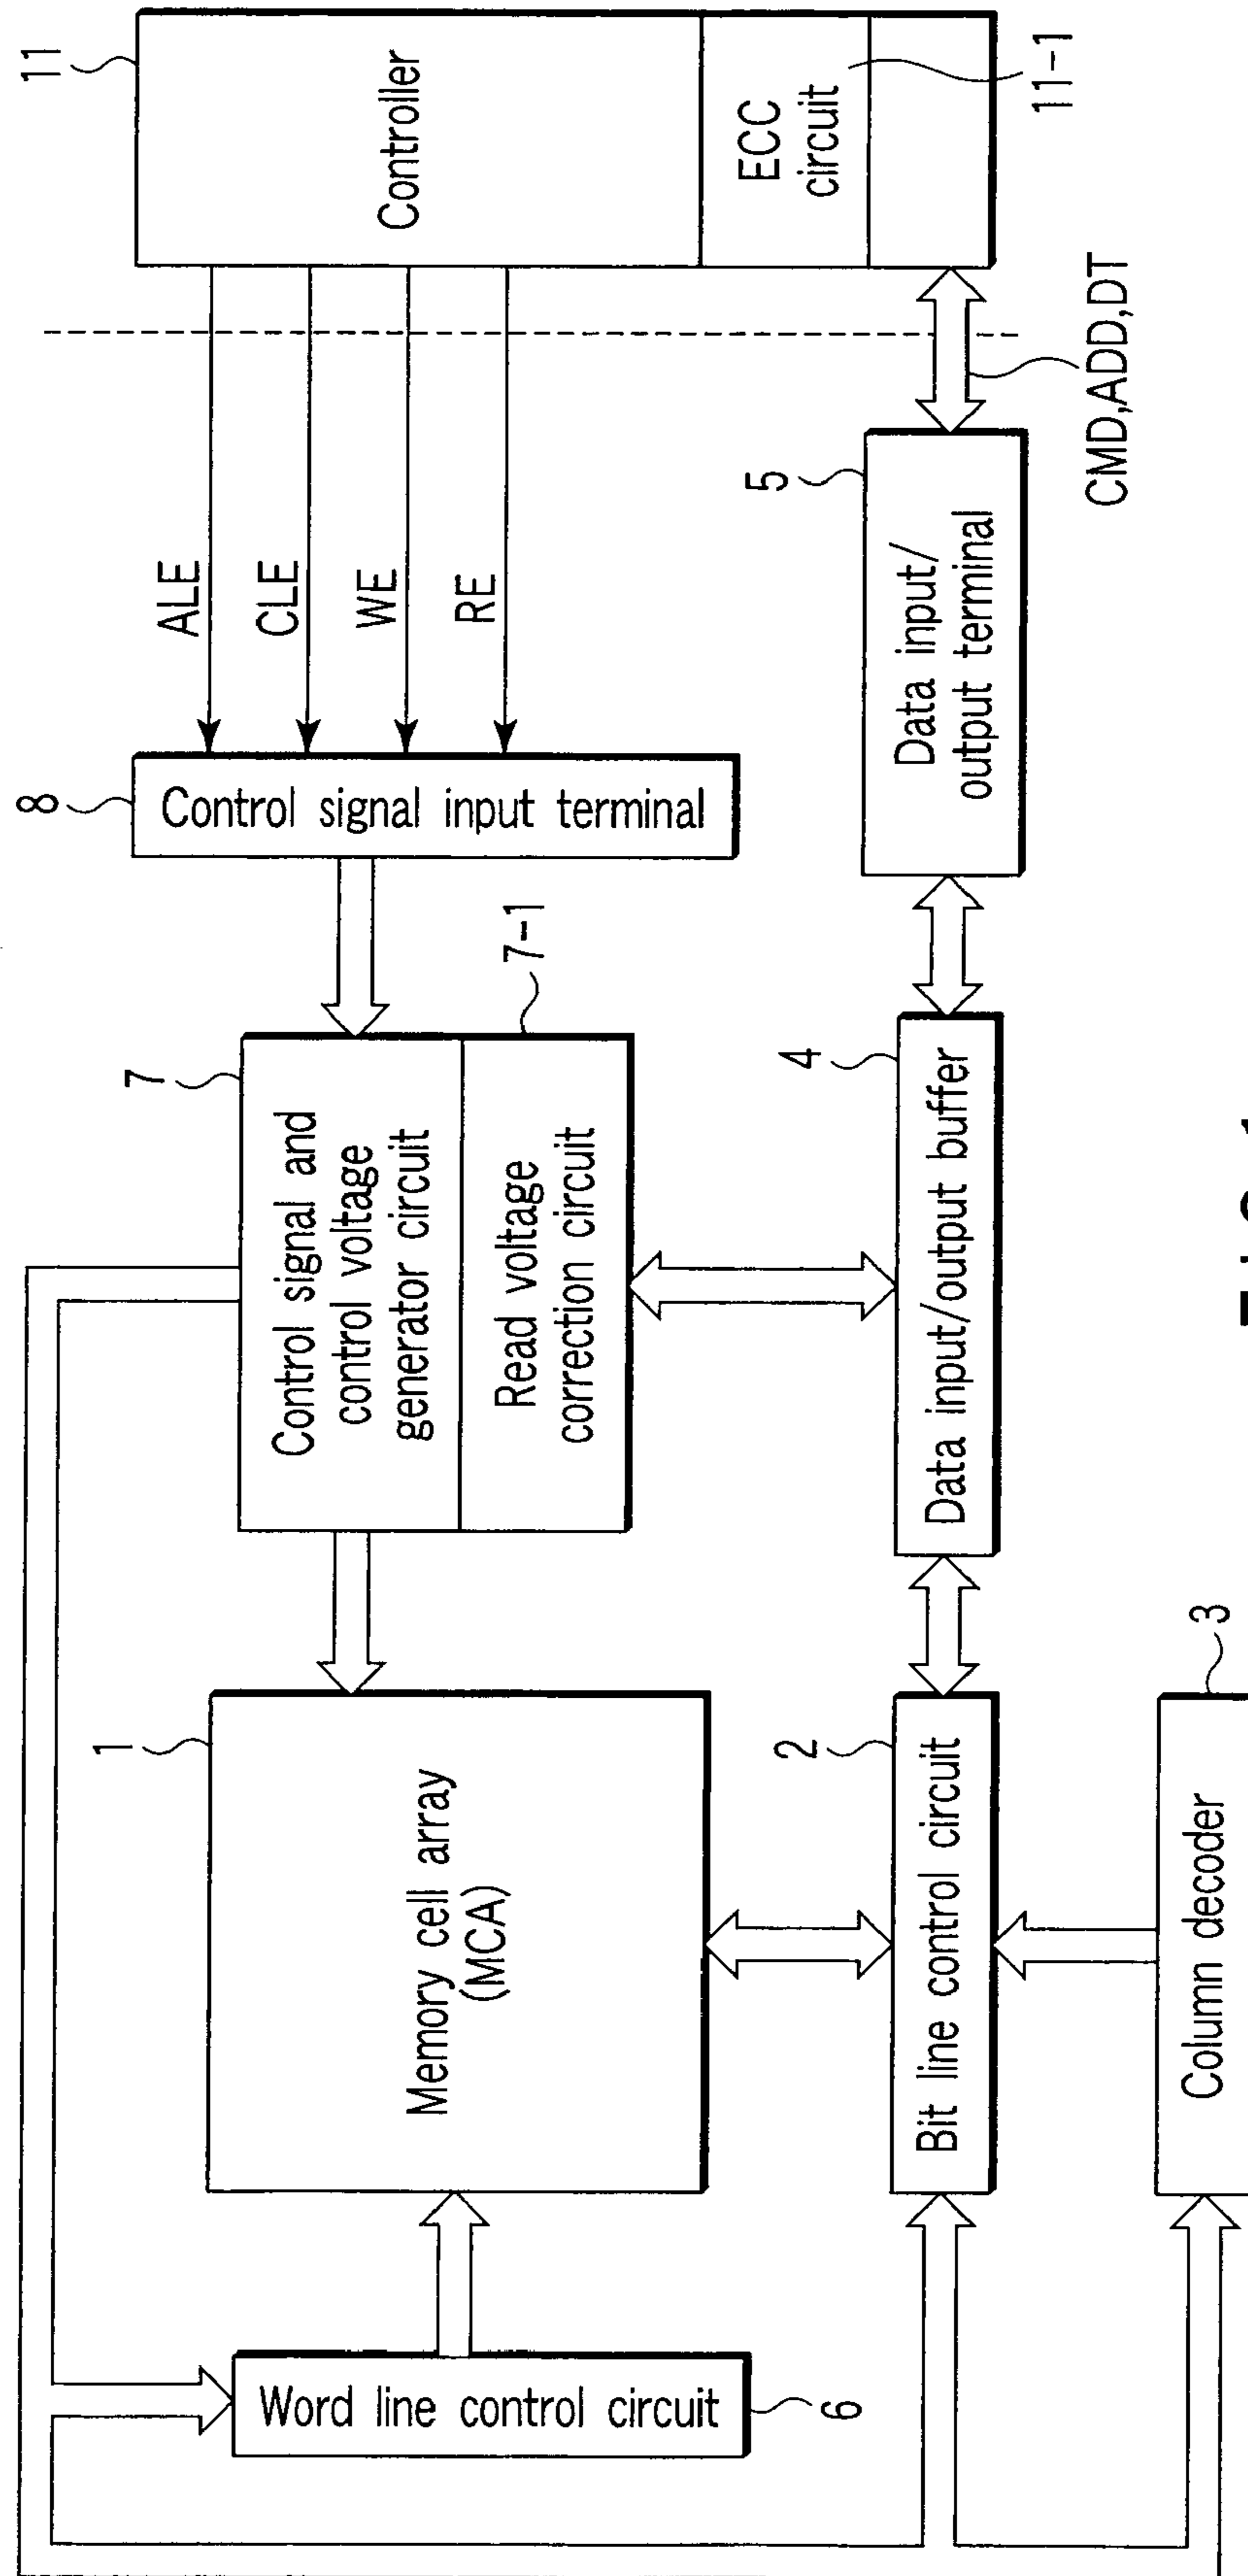 11
Controller
ECC
circuit
11-1
ALE
CLE
WE
RE
CMD,ADD,DT
8
Control signal input terminal
5
Data input/
output terminal
7
Control signal and
control voltage
generator circuit
7-1
Read voltage
correction circuit
4
Data input/output buffer
1
Memory cell array
(MCA)
2
Bit line control circuit
3
Column decoder
Word line control circuit
6